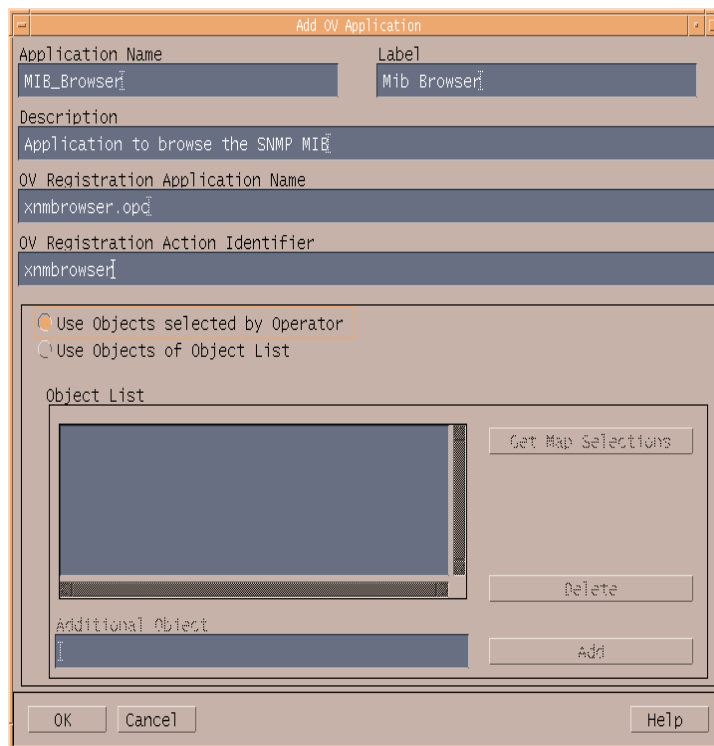 Add OV Application
Application Name Label
MIB_Browser Mib Browser
Description
Application to browse the SNMP MIB
OV Registration Application Name
xnmbrowser.opc
OV Registration Action Identifier
xnmbrowser
Use Objects selected by Operator
Use Objects of Object List
Object List
Get Map Selections
Delete
Additional Object
Add
OK Cancel Help